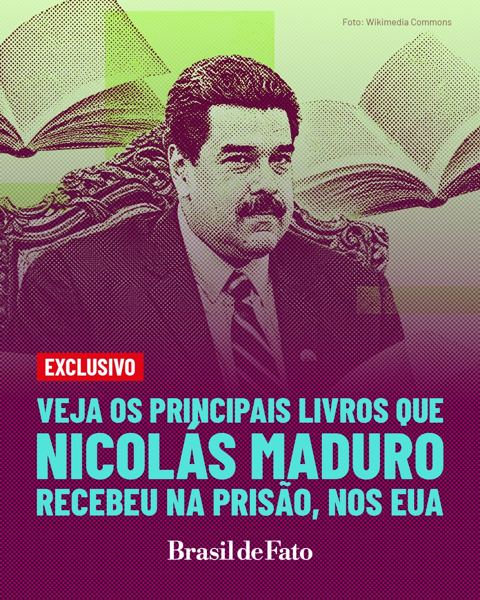 Foto: Wikimedia Commons
EXCLUSIVO
VEJA OS PRINCIPAIS LIVROS QUE
NICOLÁS MADURO
RECEBEU NA PRISÃO, NOS EUA
Brasil de Fato